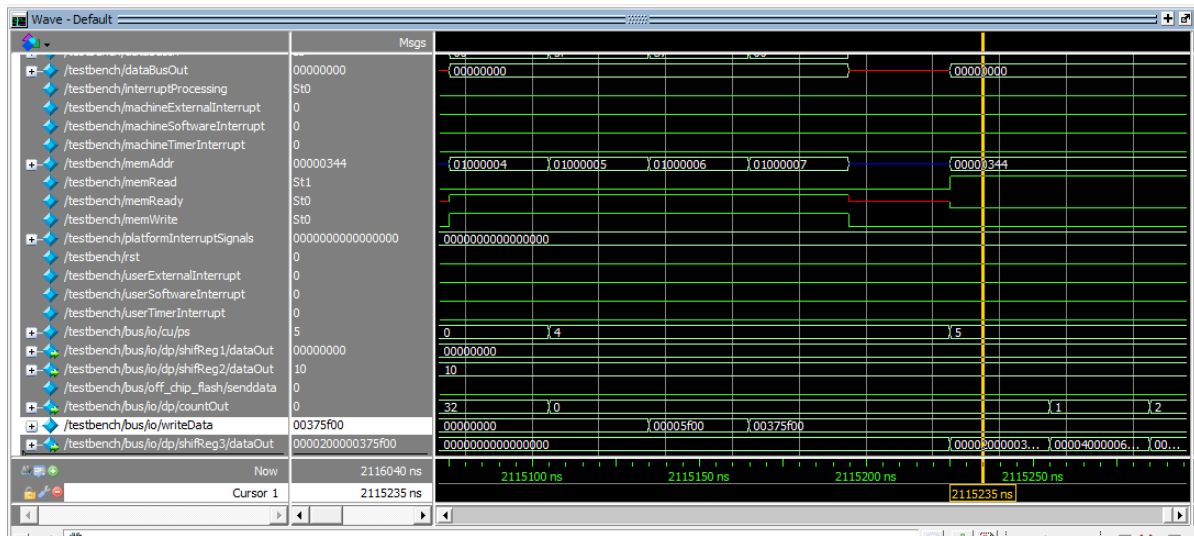 Wave - Default
Msgs
/testbench/dataBusOut 00000000 00000000 00000000
/testbench/interruptProcessing St0
/testbench/machineExternalInterrupt 0
/testbench/machineSoftwareInterrupt 0
/testbench/machineTimerInterrupt 0
/testbench/memAddr 00000344 01000004 01000005 01000006 01000007 00000344
/testbench/memRead St1
/testbench/memReady St0
/testbench/memWrite St0
/testbench/platformInterruptSignals 0000000000000000 0000000000000000
/testbench/rst 0
/testbench/userExternalInterrupt 0
/testbench/userSoftwareInterrupt 0
/testbench/userTimerInterrupt 0
/testbench/bus/io/cu/ps 5 0 4 5
/testbench/bus/io/dp/shifReg1/dataOut 00000000 00000000
/testbench/bus/io/dp/shifReg2/dataOut 10 10
/testbench/bus/off_chip_flash/senddata 0
/testbench/bus/io/dp/countOut 0 32 0 1 2
/testbench/bus/io/writeData 00375f00 00000000 00005f00 00375f00
/testbench/bus/io/dp/shifReg3/dataOut 0000200000375f00 0000000000000000 00002000003... 00004000006... 00...
Now 2116040 ns 2115100 ns 2115150 ns 2115200 ns 2115250 ns
Cursor 1 2115235 ns 2115235 ns